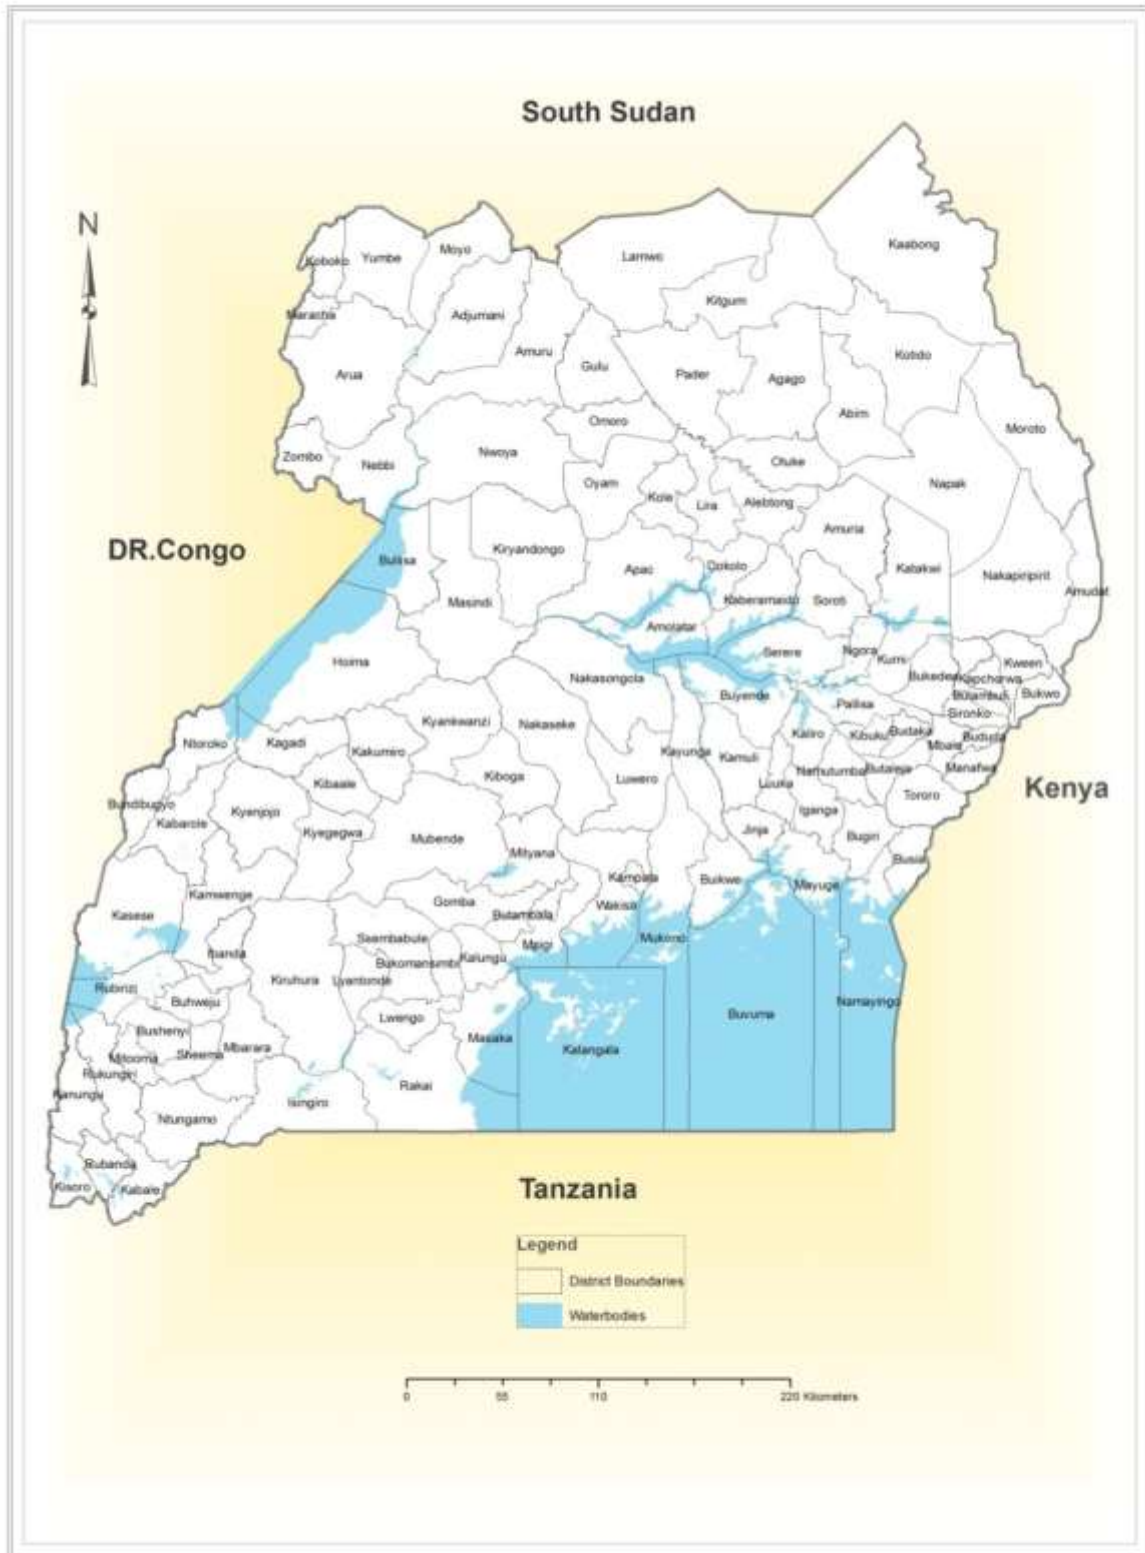 South Sudan
N
Kaabong
Moyo
Yumbe
Koboko
Lamwo
Kitgum
Adjumani
Maracha
Amuru
Kotido
Gulu
Arua
Pader
Agago
Abim
Omoro
Moroto
Zombo
Nebbi
Nwoya
Otuke
Oyam
Napak
Kole
Lira
Alebtong
Amuria
DR.Congo
Kiryandongo
Buliisa
Apac
Dokolo
Katakwi
Nakapiripirit
Amudat
Masindi
Kaberamaido
Soroti
Amolatar
Hoima
Serere
Ngora
Kumi
Kween
Nakasongola
Bukedea
Kapchorwa
Buyende
Bulambuli
Bukwo
Pallisa
Sironko
Kyankwanzi
Nakaseke
Ntoroko
Kagadi
Kakumiro
Kaliro
Kibuku
Budaka
Bududa
Mbale
Kayunga
Kamuli
Kiboga
Luwero
Kibaale
Luuka
Namutumba
Butaleja
Manafwa
Kenya
Tororo
Bundibugyo
Kabarole
Kyenjojo
Iganga
Kyegegwa
Mubende
Jinja
Bugiri
Mityana
Busia
Kampala
Buikwe
Mayuge
Kamwenge
Gomba
Wakiso
Kasese
Butambala
Mukono
Ssembabule
Mpigi
Ibanda
Bukomansimbi
Kalungu
Kiruhura
Lyantonde
Rubirizi
Buhweju
Namayingo
Lwengo
Buvuma
Bushenyi
Masaka
Mitooma
Sheema
Mbarara
Kalangala
Rukungiri
Rakai
Kanungu
Isingiro
Ntungamo
Rubanda
Kisoro
Kabale
Tanzania
Legend
District Boundaries
Waterbodies
0 55 110 220 Kilometers